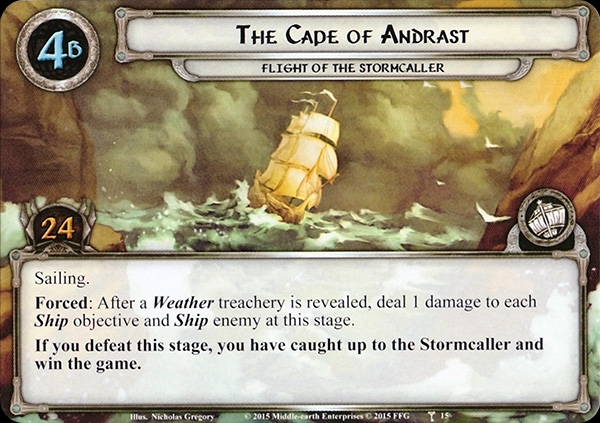 4B
THE CAPE OF ANDRAST
FLIGHT OF THE STORMCALLER
24
Sailing.
Forced: After a Weather treachery is revealed, deal 1 damage to each
Ship objective and Ship enemy at this stage.
If you defeat this stage, you have caught up to the Stormcaller and
win the game.
Illus. Nicholas Gregory © 2015 Middle-earth Enterprises © 2015 FFG 15